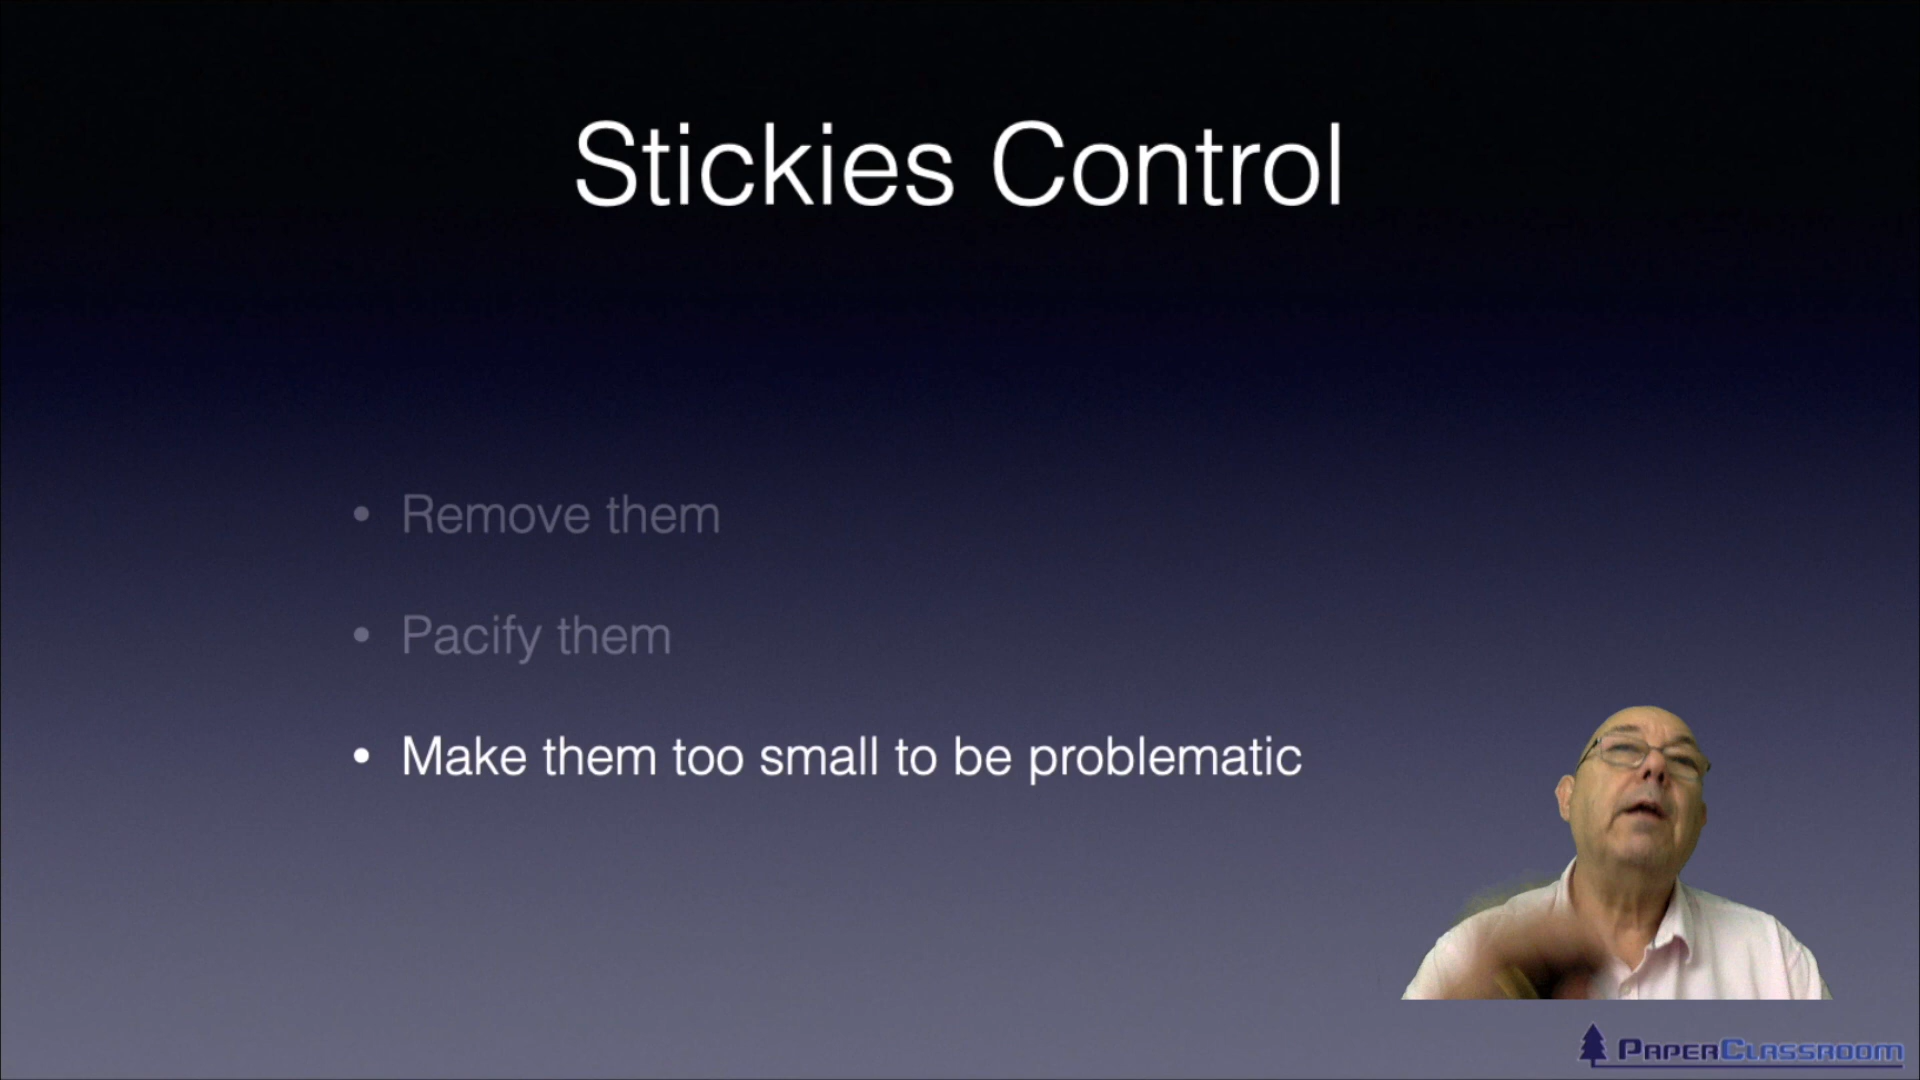 Stickies Control
• Remove them
• Pacify them
• Make them too small to be problematic
PaperClassroom